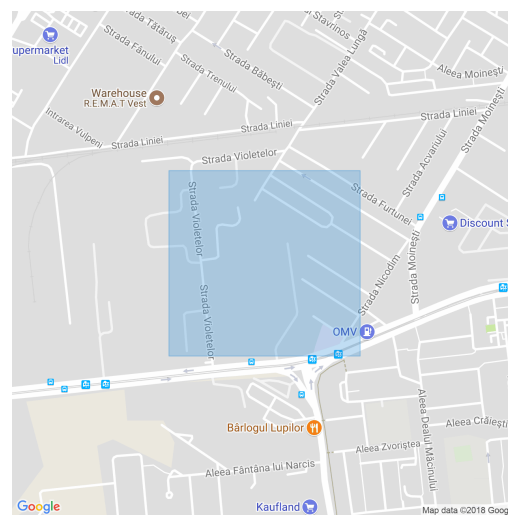 Strada Tătăruș
Stavrinos
Strada Valea Lungă
Supermarket
Lidl
Strada Fânului
Strada Băbești
Strada Trenului
Aleea Moinești
Warehouse
R.E.M.A.T Vest
Intrarea Vulpeni
Strada Liniei
Strada Liniei
Strada Liniei
Strada Moinești
Strada Acvariului
Strada Violetelor
Strada Violetelor
Strada Furtunei
Discount S
Strada Moinești
Strada Nicodim
Strada Violetelor
OMV
Bârlogul Lupilor
Aleea Dealul Măcinului
Aleea Crăiești
Aleea Zvoriștea
Aleea Fântâna lui Narcis
Google
Kaufland
Map data ©2018 Goog